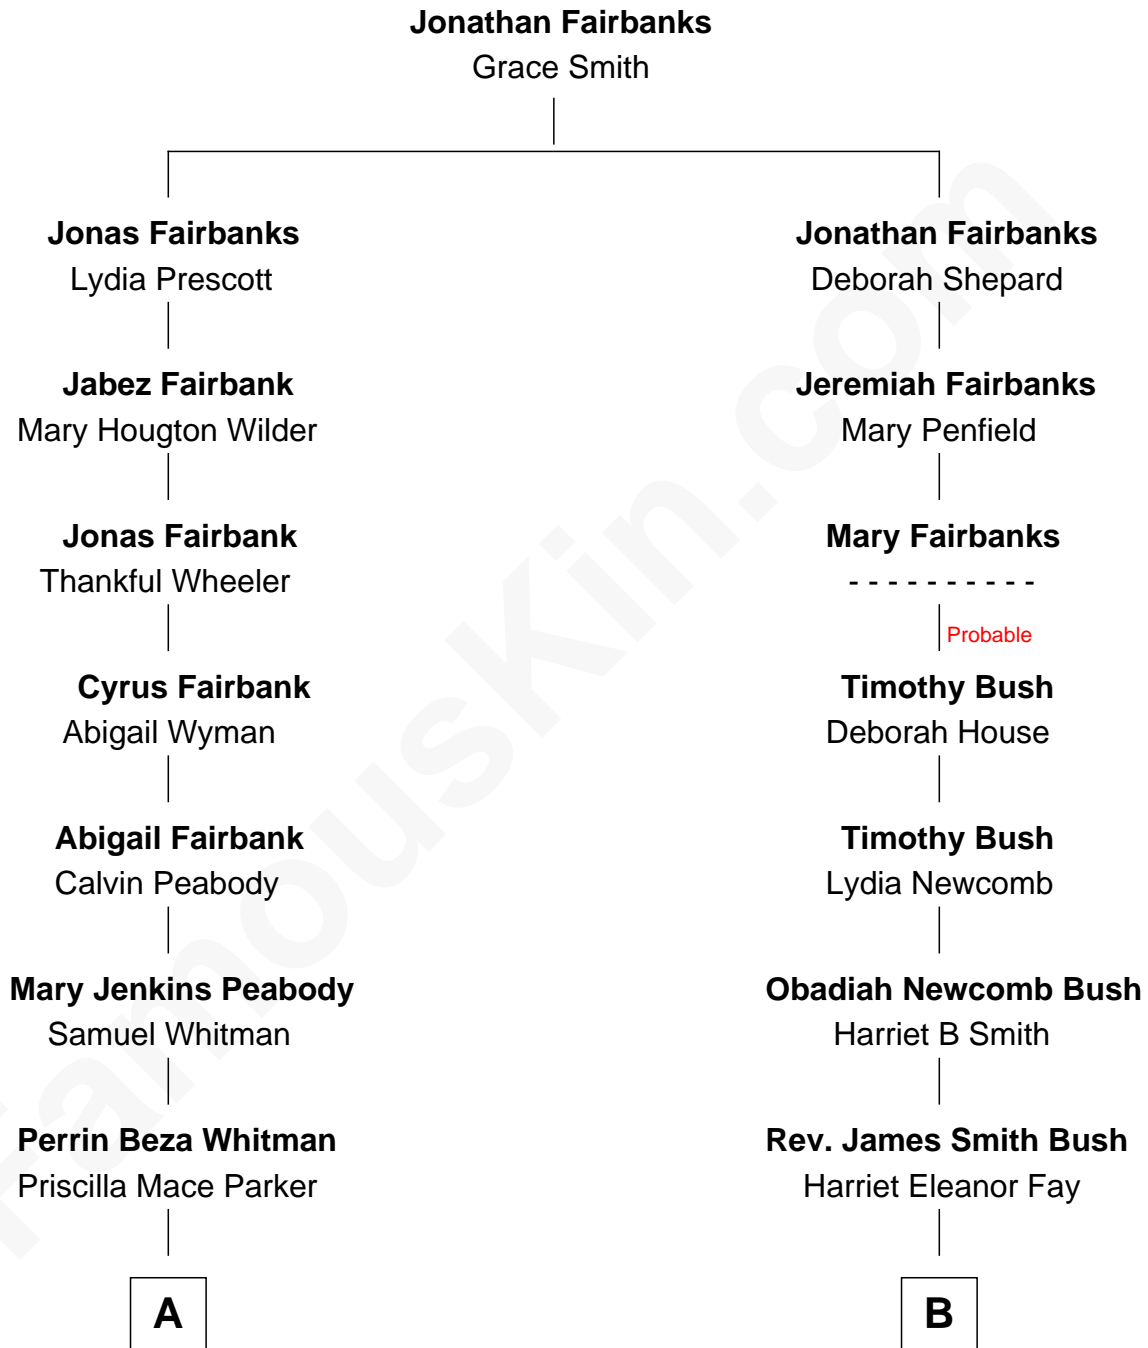 Jonathan Fairbanks
Grace Smith
Jonas Fairbanks
Lydia Prescott
Jabez Fairbank
Mary Hougton Wilder
Jonas Fairbank
Thankful Wheeler
Cyrus Fairbank
Abigail Wyman
Abigail Fairbank
Calvin Peabody
Mary Jenkins Peabody
Samuel Whitman
Perrin Beza Whitman
Priscilla Mace Parker
A
Jonathan Fairbanks
Deborah Shepard
Jeremiah Fairbanks
Mary Penfield
Mary Fairbanks
- - - - - - - - - -
Probable
Timothy Bush
Deborah House
Timothy Bush
Lydia Newcomb
Obadiah Newcomb Bush
Harriet B Smith
Rev. James Smith Bush
Harriet Eleanor Fay
B
FamousKin.com